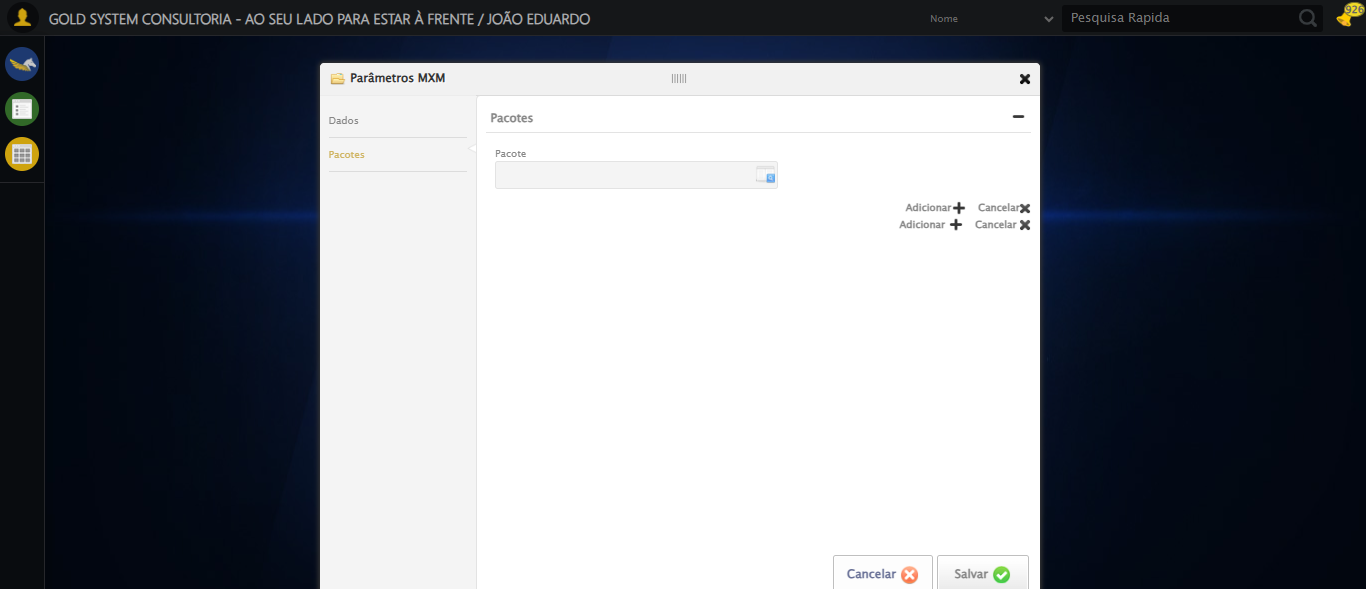 GOLD SYSTEM CONSULTORIA - AO SEU LADO PARA ESTAR À FRENTE / JOÃO EDUARDO
Nome
Pesquisa Rapida
926
Parâmetros MXM
Dados
Pacotes
Pacotes
Pacote
Adicionar Cancelar
Adicionar Cancelar
Cancelar Salvar